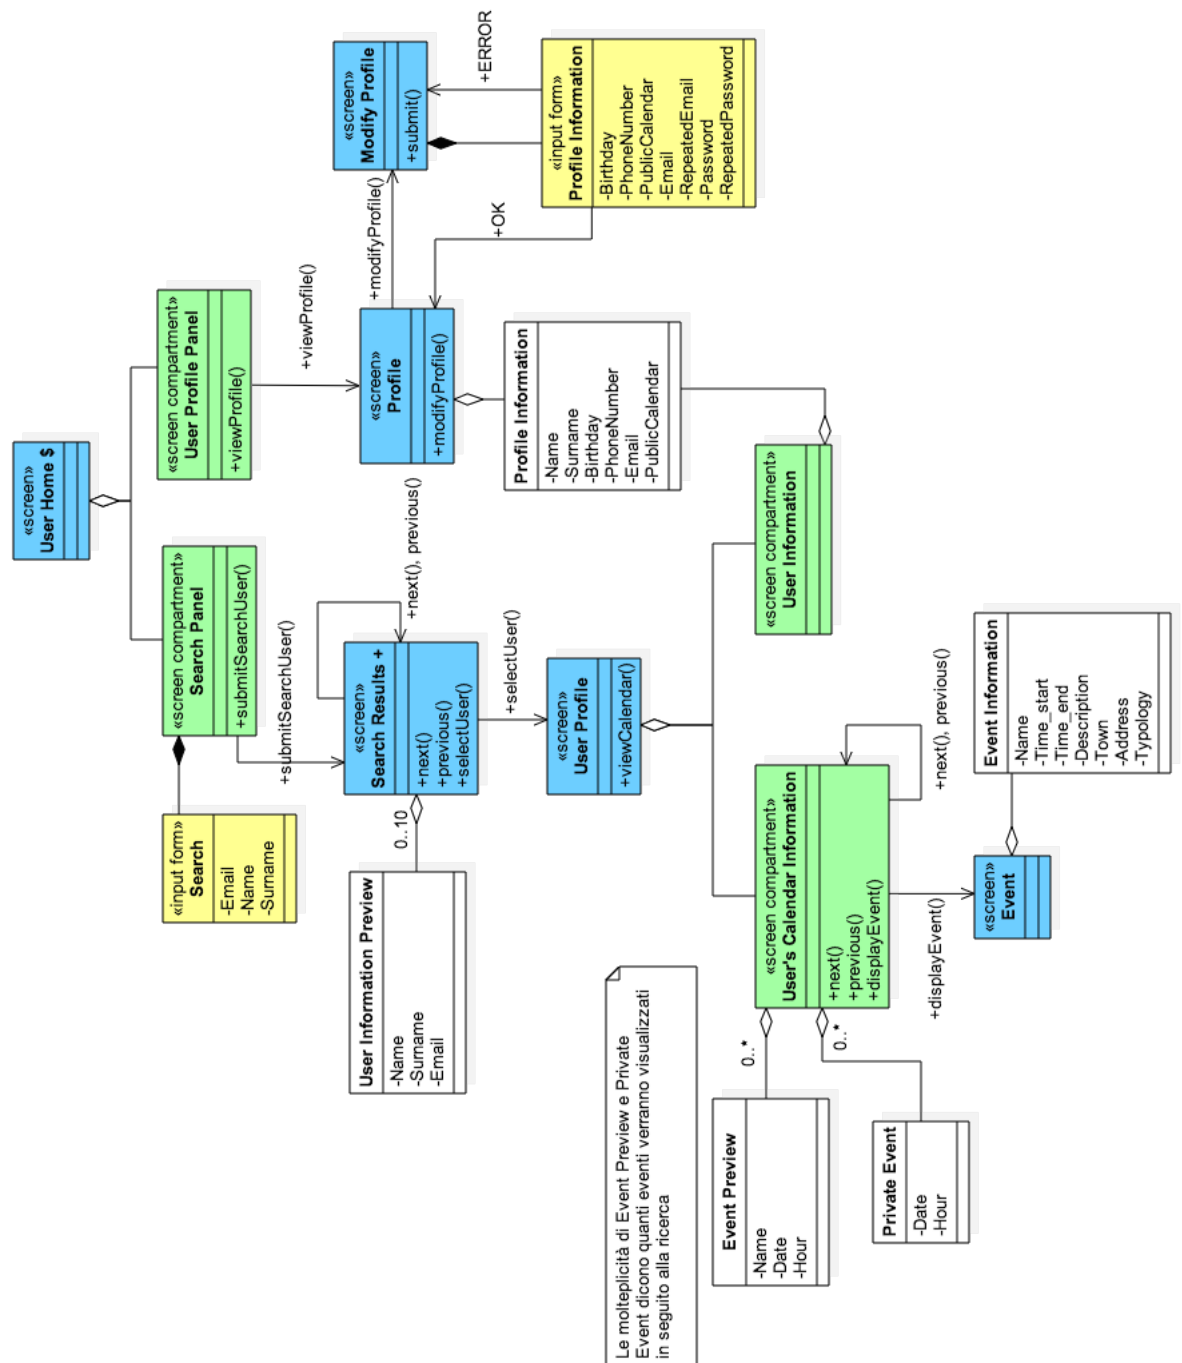 «screen»
User Home $
«screen compartment»
Search Panel
+submitSearchUser()
«screen compartment»
User Profile Panel
+viewProfile()
«input form»
Search
-Email
-Name
-Surname
+submitSearchUser()
+viewProfile()
«screen»
Search Results +
+next()
+previous()
+selectUser()
+next(), previous()
0..10
User Information Preview
-Name
-Surname
-Email
«screen»
Profile
+modifyProfile()
+modifyProfile()
«screen»
Modify Profile
+submit()
+ERROR
+OK
«input form»
Profile Information
-Birthday
-PhoneNumber
-PublicCalendar
-Email
-RepeatedEmail
-Password
-RepeatedPassword
Profile Information
-Name
-Surname
-Birthday
-PhoneNumber
-Email
-PublicCalendar
+selectUser()
«screen»
User Profile
+viewCalendar()
«screen compartment»
User Information
«screen compartment»
User's Calendar Information
+next()
+previous()
+displayEvent()
+next(), previous()
0..*
0..*
Le molteplicità di Event Preview e Private
Event dicono quanti eventi verranno visualizzati
in seguito alla ricerca
Event Preview
-Name
-Date
-Hour
Private Event
-Date
-Hour
+displayEvent()
«screen»
Event
Event Information
-Name
-Time_start
-Time_end
-Description
-Town
-Address
-Typology